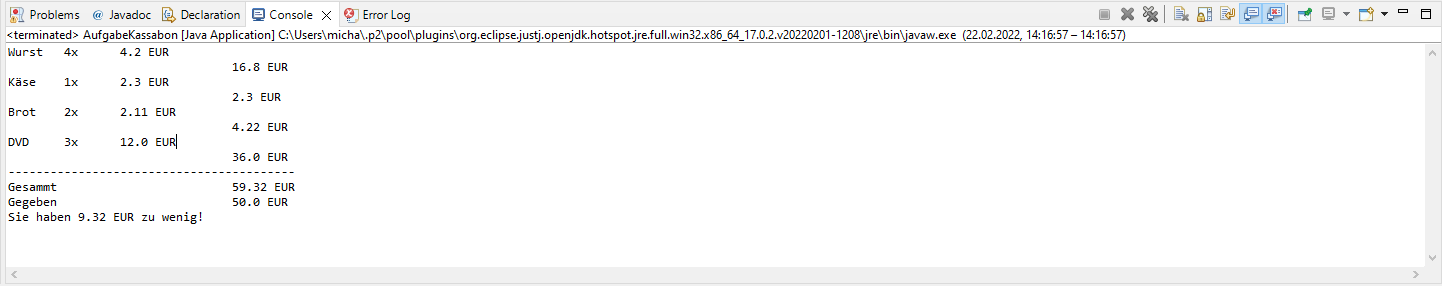 Problems @ Javadoc Declaration Console Error Log
<terminated> AufgabeKassabon [Java Application] C:\Users\micha\.p2\pool\plugins\org.eclipse.justj.openjdk.hotspot.jre.full.win32.x86_64_17.0.2.v20220201-1208\jre\bin\javaw.exe (22.02.2022, 14:16:57 – 14:16:57)
Wurst 4x 4.2 EUR
16.8 EUR
Käse 1x 2.3 EUR
2.3 EUR
Brot 2x 2.11 EUR
4.22 EUR
DVD 3x 12.0 EUR
36.0 EUR
-----------------------------------------
Gesammt 59.32 EUR
Gegeben 50.0 EUR
Sie haben 9.32 EUR zu wenig!